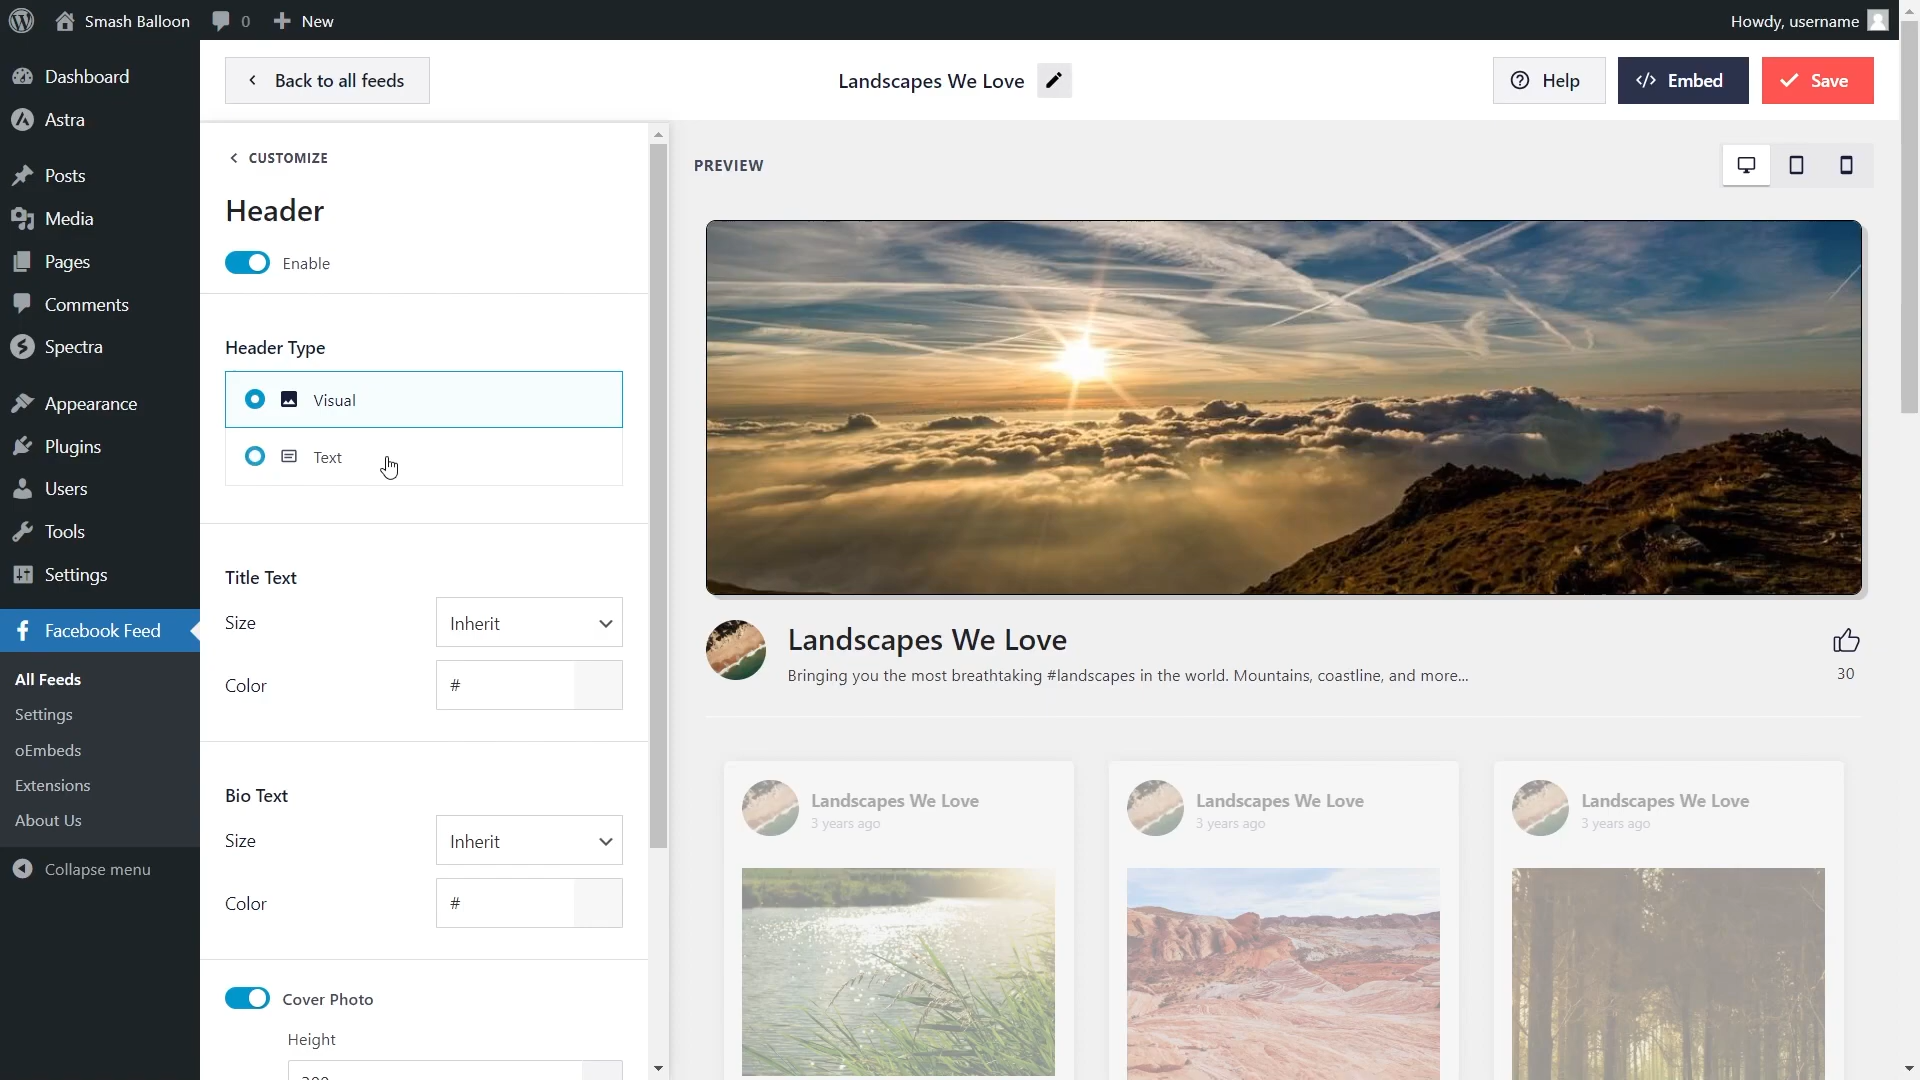 Smash Balloon
0
New
Howdy, username
Dashboard
Astra
Posts
Media
Pages
Comments
Spectra
Appearance
Plugins
Users
Tools
Settings
Facebook Feed
All Feeds
Settings
oEmbeds
Extensions
About Us
Collapse menu
Back to all feeds
Landscapes We Love
Help
Embed
Save
CUSTOMIZE
Header
Enable
Header Type
Visual
Text
Title Text
Size
Inherit
Color
#
Bio Text
Size
Inherit
Color
#
Cover Photo
Height
PREVIEW
Landscapes We Love
Bringing you the most breathtaking #landscapes in the world. Mountains, coastline, and more...
30
Landscapes We Love
3 years ago
Landscapes We Love
3 years ago
Landscapes We Love
3 years ago